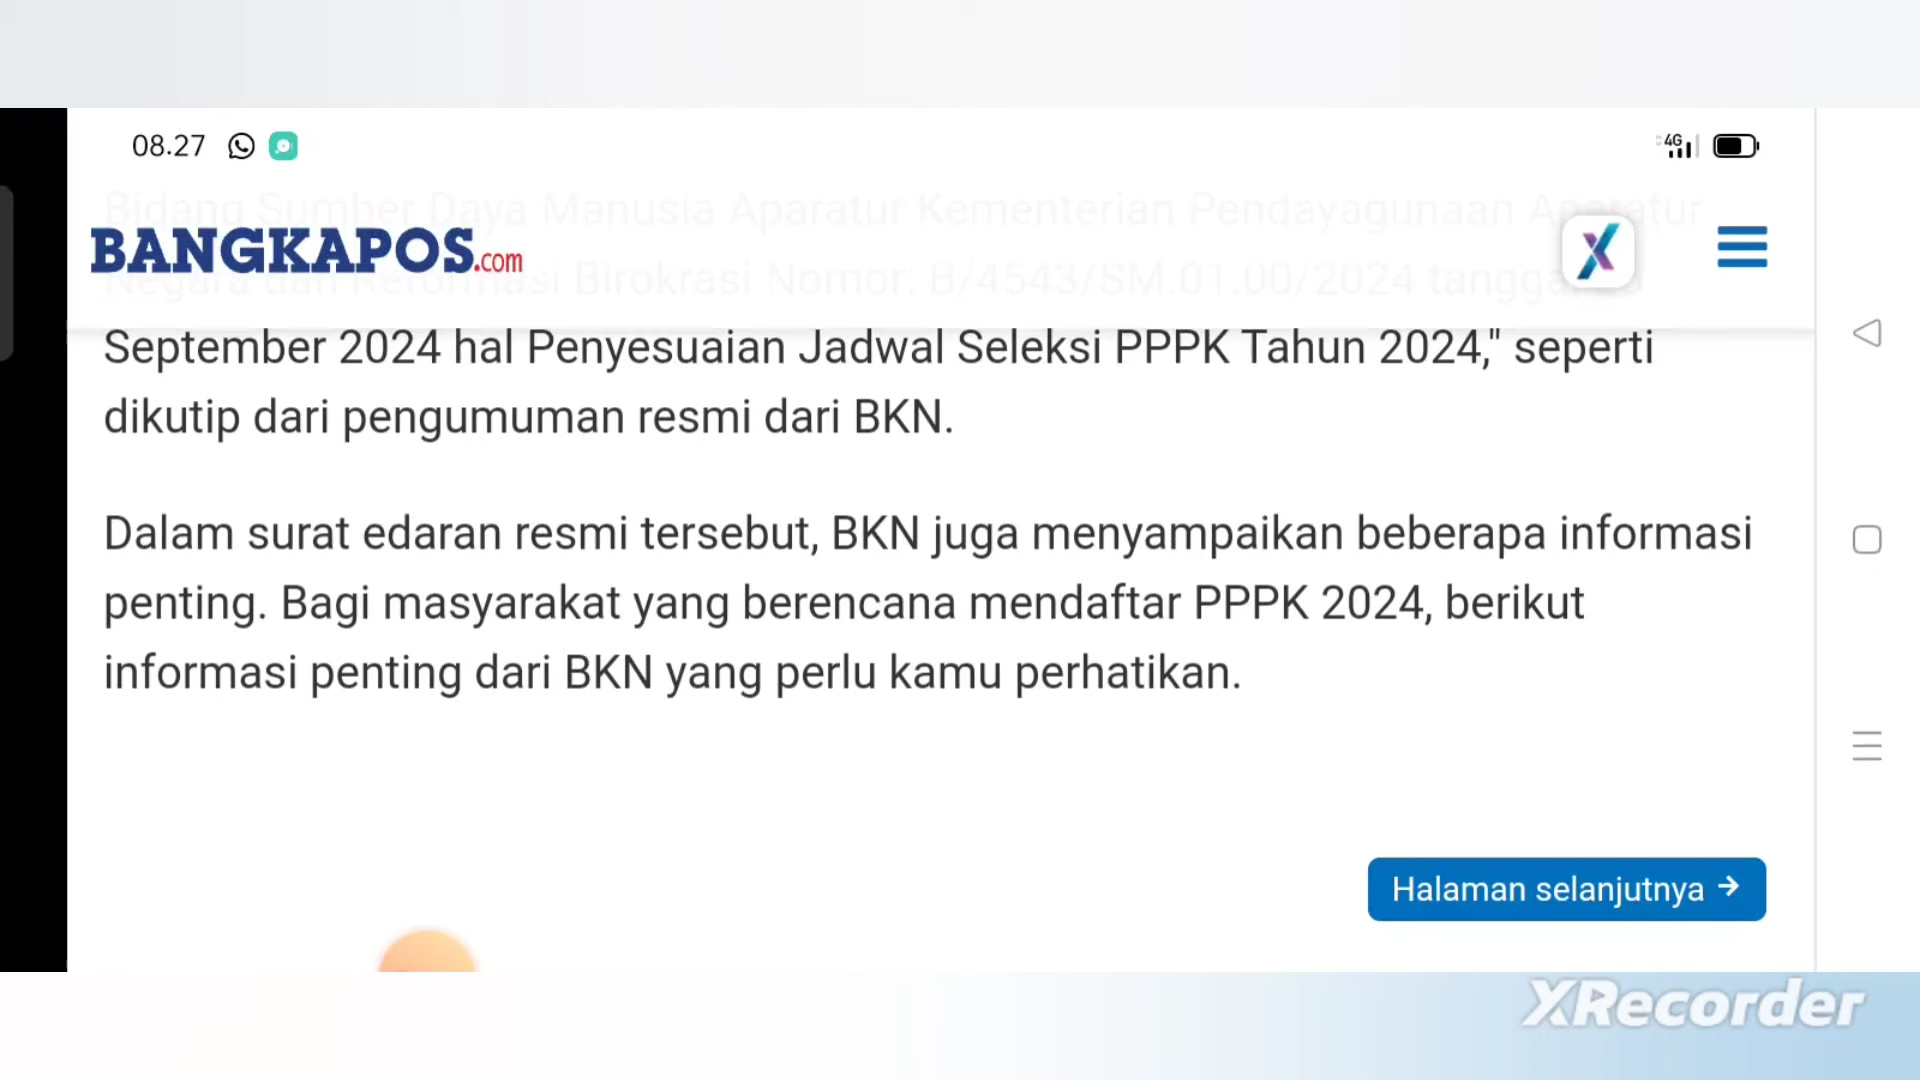 08.27
4G
Bidang Sumber Daya Manusia Aparatur Kementerian Pendayagunaan Aparatur
BANGKAPOS.com
Negara dan Reformasi Birokrasi Nomor: B/4543/SM.01.00/2024
September 2024 hal Penyesuaian Jadwal Seleksi PPPK Tahun 2024," seperti
dikutip dari pengumuman resmi dari BKN.
Dalam surat edaran resmi tersebut, BKN juga menyampaikan beberapa informasi
penting. Bagi masyarakat yang berencana mendaftar PPPK 2024, berikut
informasi penting dari BKN yang perlu kamu perhatikan.
Halaman selanjutnya →
XRecorder